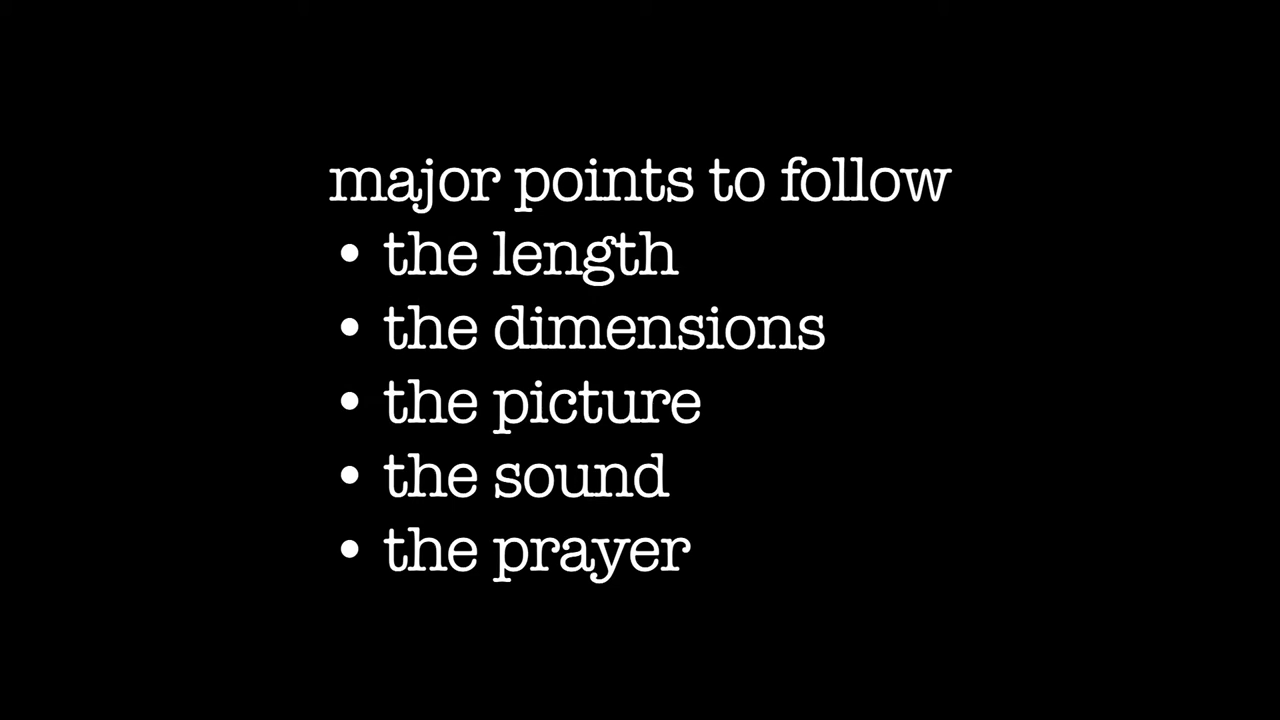 major points to follow
• the length
• the dimensions
• the picture
• the sound
• the prayer